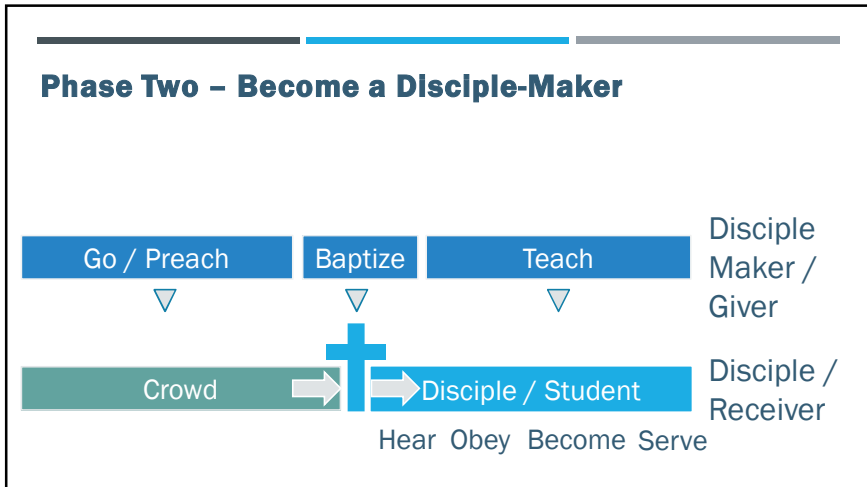 Phase Two – Become a Disciple-Maker
Go / Preach
Baptize
Teach
Disciple
Maker /
Giver
Crowd
Disciple / Student
Disciple /
Receiver
Hear Obey Become Serve